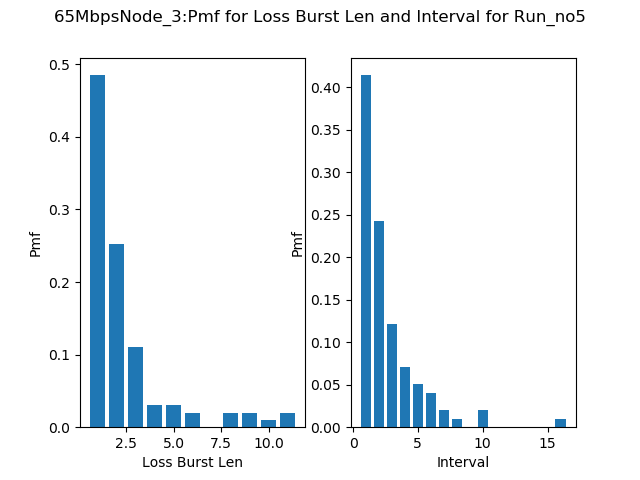 65MbpsNode_3:Pmf for Loss Burst Len and Interval for Run_no5
0.5
0.4
0.3
0.2
0.1
0.0
Pmf
2.5 5.0 7.5 10.0
Loss Burst Len
0.40
0.35
0.30
0.25
0.20
0.15
0.10
0.05
0.00
Pmf
0 5 10 15
Interval